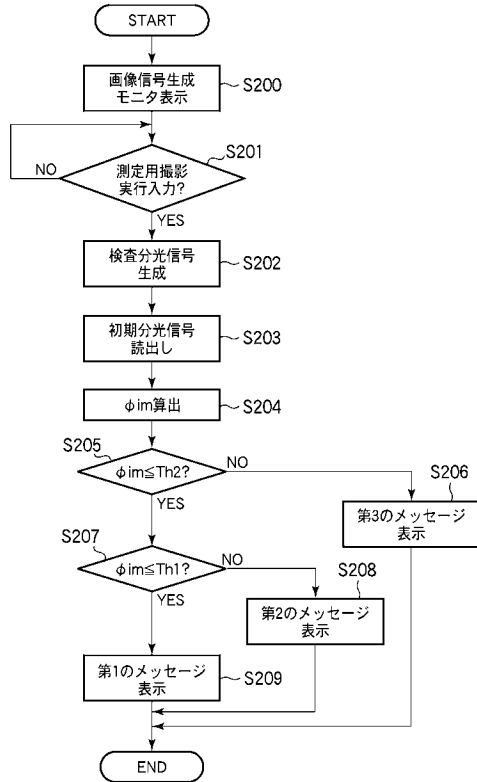 START
画像信号生成
モニタ表示
S200
S201
NO
測定用撮影
実行入力?
YES
検査分光信号
生成
S202
初期分光信号
読出し
S203
φim算出
S204
S205
φim≦Th2?
NO
YES
S206
第3のメッセージ
表示
S207
φim≦Th1?
NO
YES
S208
第2のメッセージ
表示
第1のメッセージ
表示
S209
END